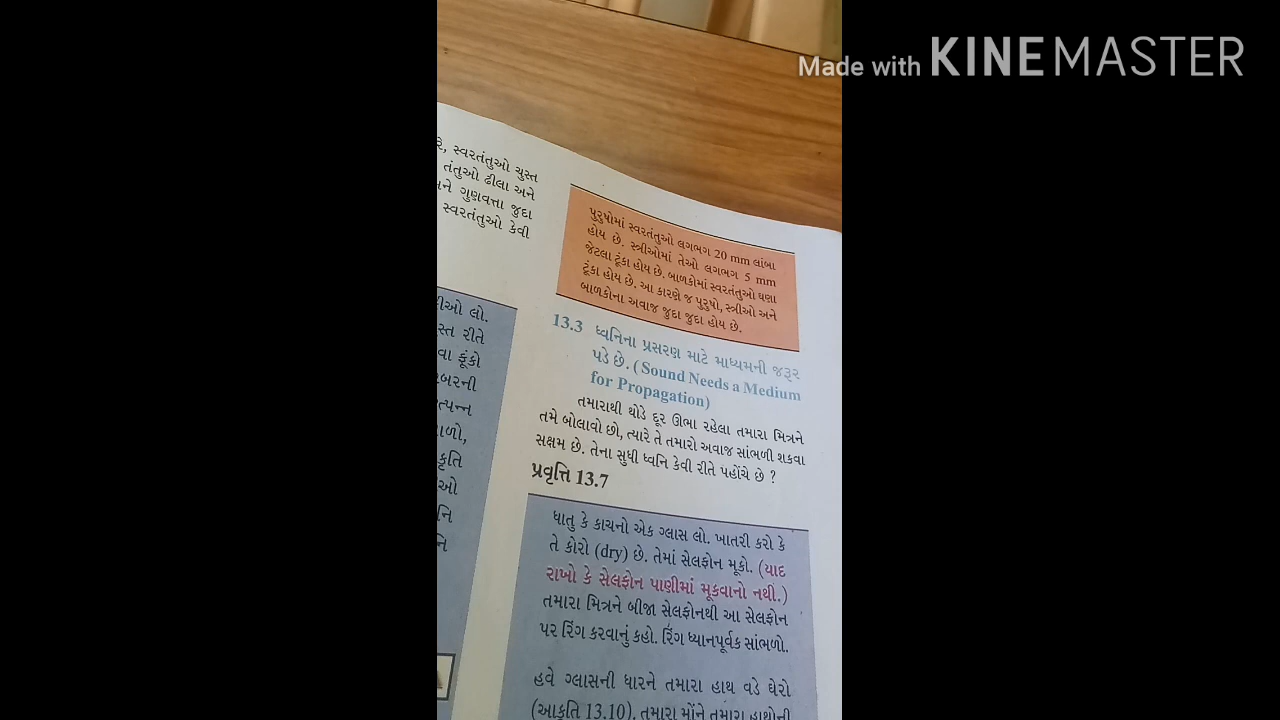 Made with KINEMASTER
સ્વરતંતુઓ ચુસ્ત
તંતુઓ ઢીલા અને
ગુણવત્તા જુદા
સ્વરતંતુઓ કેવી
લો.
રીતે
ફૂંકો
પુરુષોમાં સ્વરતંતુઓ લગભગ 20 mm લાંબા
હોય છે. સ્ત્રીઓમાં તેઓ લગભગ 5 mm
જેટલા ટૂંકા હોય છે. બાળકોમાં સ્વરતંતુઓ ઘણા
ટૂંકા હોય છે. આ કારણે જ પુરુષો, સ્ત્રીઓ અને
બાળકોના અવાજ જુદા જુદા હોય છે.
13.3 ધ્વનિના પ્રસરણ માટે માધ્યમની જરૂર
પડે છે. (Sound Needs a Medium
for Propagation)
તમારાથી થોડે દૂર ઊભા રહેલા તમારા મિત્રને
તમે બોલાવો છો, ત્યારે તે તમારો અવાજ સાંભળી શકવા
સક્ષમ છે. તેના સુધી ધ્વનિ કેવી રીતે પહોંચે છે ?
પ્રવૃત્તિ 13.7
ધાતુ કે કાચનો એક ગ્લાસ લો. ખાતરી કરો કે
તે કોરો (dry) છે. તેમાં સેલફોન મૂકો. (યાદ
રાખો કે સેલફોન પાણીમાં મૂકવાનો નથી.)
તમારા મિત્રને બીજા સેલફોનથી આ સેલફોન
પર રિંગ કરવાનું કહો. રિંગ ધ્યાનપૂર્વક સાંભળો.
હવે ગ્લાસની ધારને તમારા હાથ વડે ઘેરો
(આકૃતિ 13.10). તમારા મોંને તમારા હાથોની